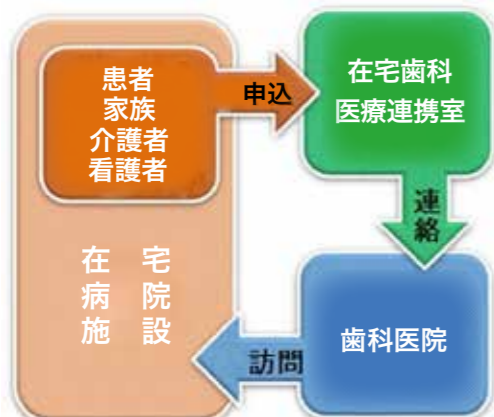 患者
家族
介護者
看護者
申込
在宅歯科
医療連携室
連絡
歯科医院
訪問
在　宅
病　院
施　設